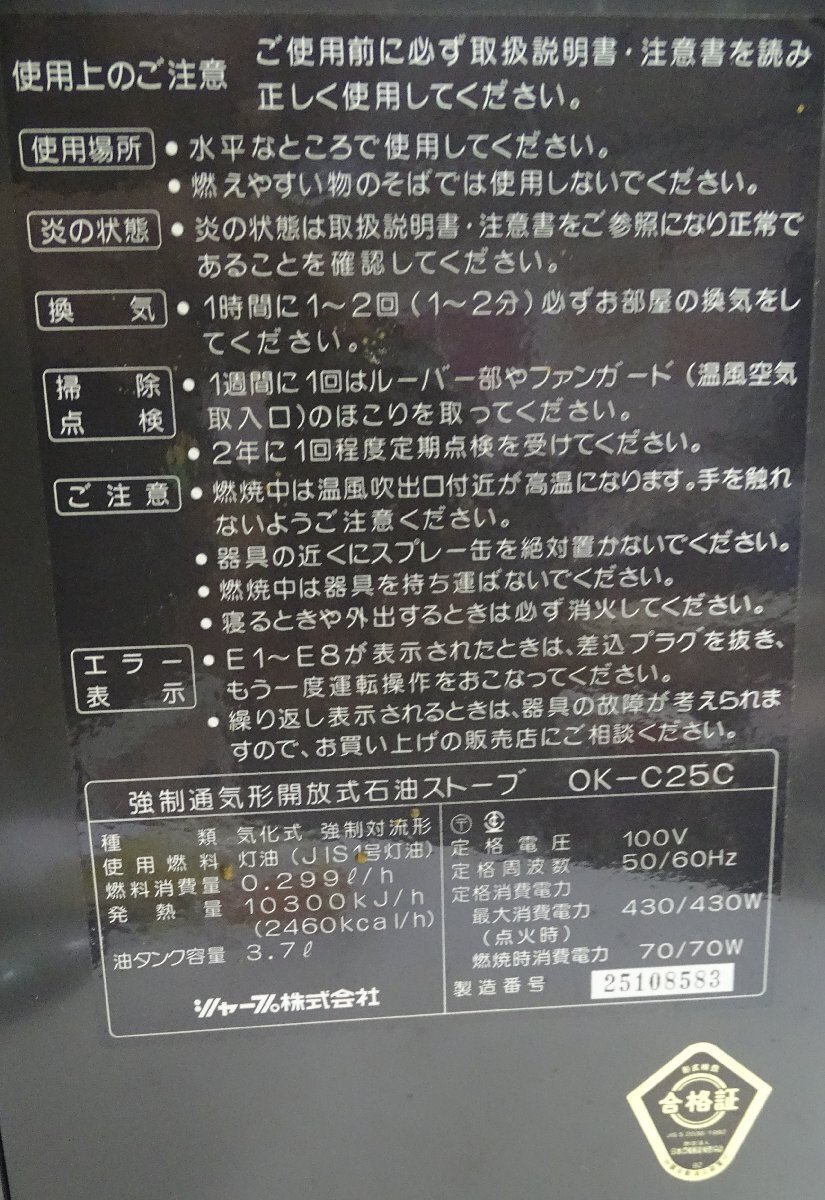 使用上のご注意
ご使用前に必ず取扱説明書・注意書を読み
正しく使用してください。
使用場所
• 水平なところで使用してください。
• 燃えやすい物のそばでは使用しないでください。
炎の状態
• 炎の状態は取扱説明書・注意書をご参照になり正常で
あることを確認してください。
換気
• 1時間に1～2回(1～2分)必ずお部屋の換気をし
てください。
掃除
点検
• 1週間に1回はルーバー部やファンガード(温風空気
取入口)のほこりを取ってください。
• 2年に1回程度定期点検を受けてください。
ご注意
• 燃焼中は温風吹出口付近が高温になります。手を触れ
ないようご注意ください。
• 器具の近くにスプレー缶を絶対置かないでください。
• 燃焼中は器具を持ち運ばないでください。
• 寝るときや外出するときは必ず消火してください。
エラー
表示
• E1～E8が表示されたときは、差込プラグを抜き、
もう一度運転操作をおこなってください。
• 繰り返し表示されるときは、器具の故障が考えられま
すので、お買い上げの販売店にご相談ください。
強制通気形開放式石油ストーブ OK-C25C
種類 気化式 強制対流形
使用燃料 灯油(JIS1号灯油)
燃料消費量 0.299ℓ/h
発熱量 10300kJ/h
(2460kcal/h)
油タンク容量 3.7ℓ
シャープ株式会社
〒
定格電圧 100V
定格周波数 50/60Hz
定格消費電力
最大消費電力 430/430W
(点火時)
燃焼時消費電力 70/70W
製造番号 25108583
合格証